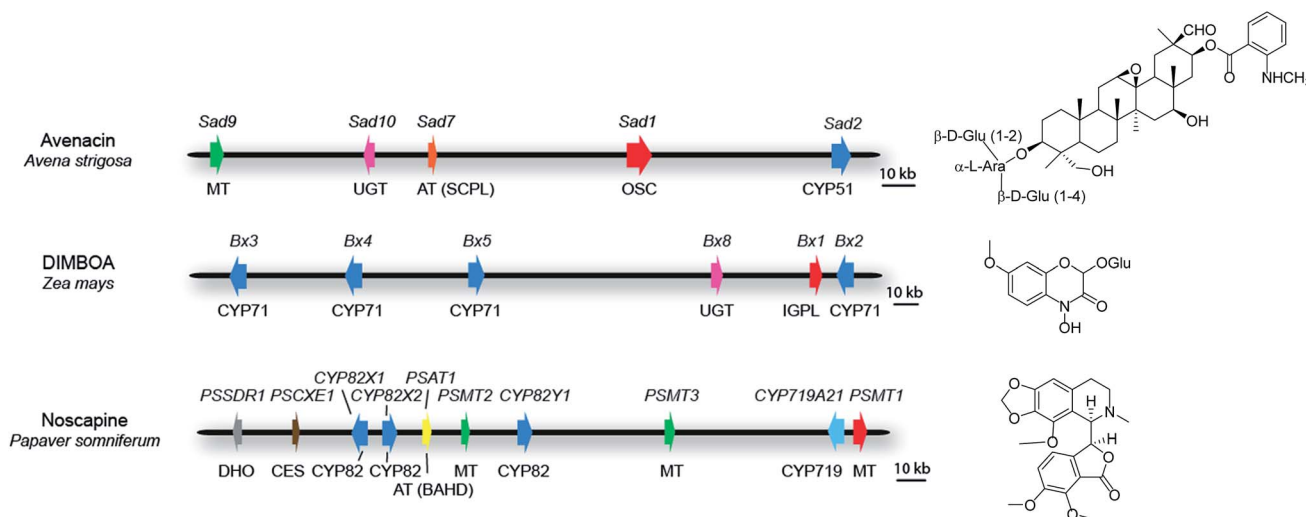 Avenacin
Avena strigosa
Sad9 Sad10 Sad7 Sad1 Sad2
MT UGT AT (SCPL) OSC CYP51
10 kb
CHO
O
O
NHCH
O
OH
β-D-Glu (1-2)
α-L-Ara O
OH
β-D-Glu (1-4)
DIMBOA
Zea mays
Bx3 Bx4 Bx5 Bx8 Bx1 Bx2
CYP71 CYP71 CYP71 UGT IGPL CYP71
10 kb
O O OGlu
N O
OH
Noscapine
Papaver somniferum
CYP82X1 PSAT1
PSSDR1 PSCXE1 CYP82X2 PSMT2 CYP82Y1 PSMT3 CYP719A21 PSMT1
DHO CES CYP82 CYP82 MT CYP82 MT CYP719 MT
AT (BAHD)
10 kb
O
O
H N
O
H
O
O
O
O